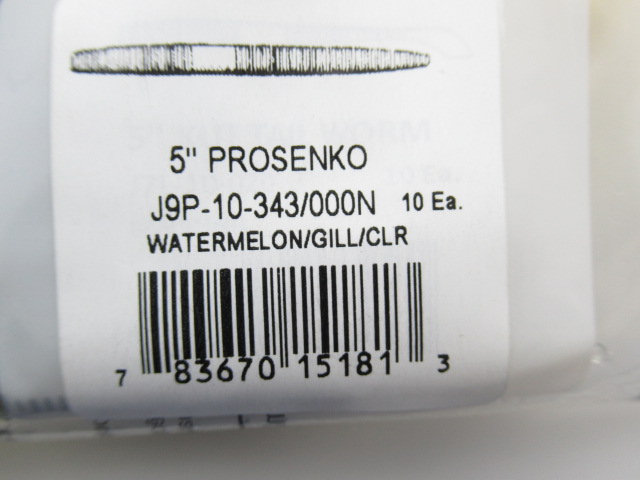 5" PROSENKO
J9P-10-343/000N 10 Ea.
WATERMELON/GILL/CLR
7 83670 15181 3